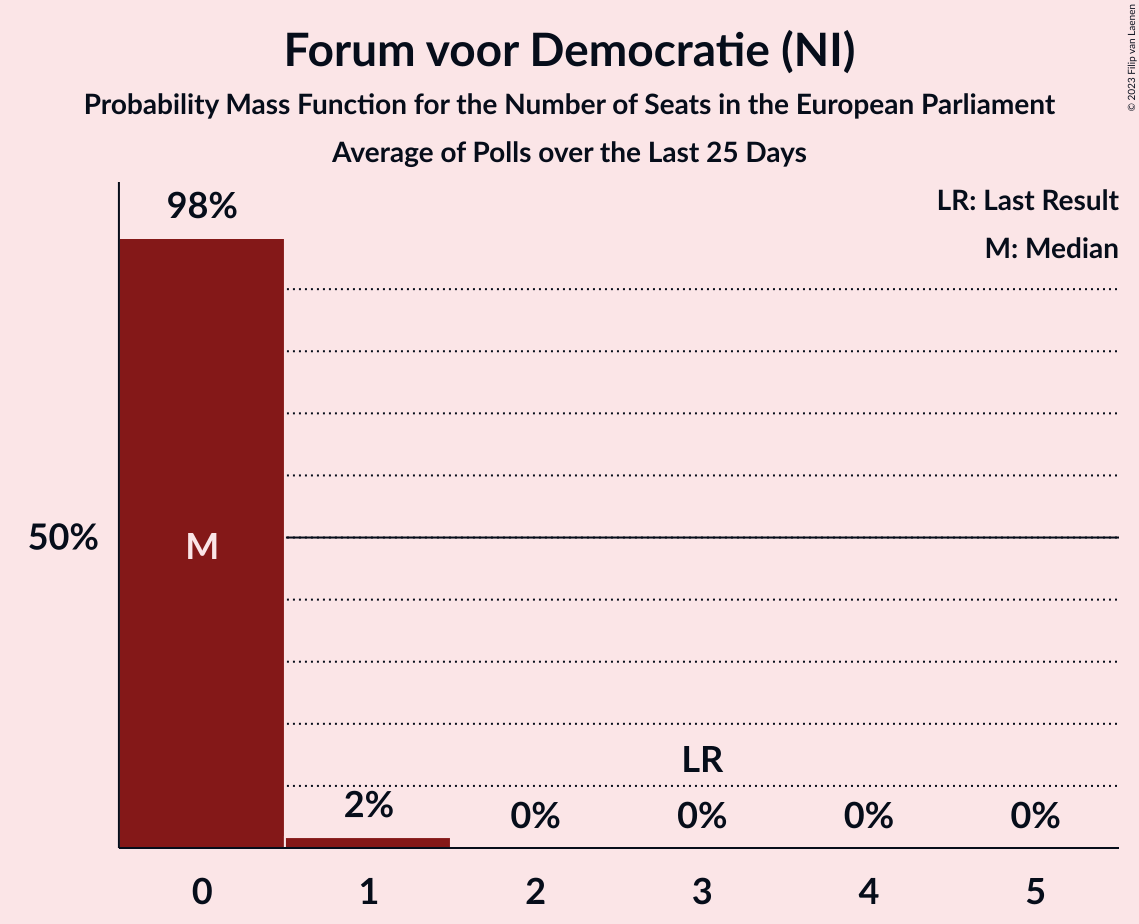 Forum voor Democratie (NI)
Probability Mass Function for the Number of Seats in the European Parliament
Average of Polls over the Last 25 Days
© 2023 Filip van Laenen
LR: Last Result
M: Median
98%
50%
M
LR
2%
0%
0%
0%
0%
0
1
2
3
4
5